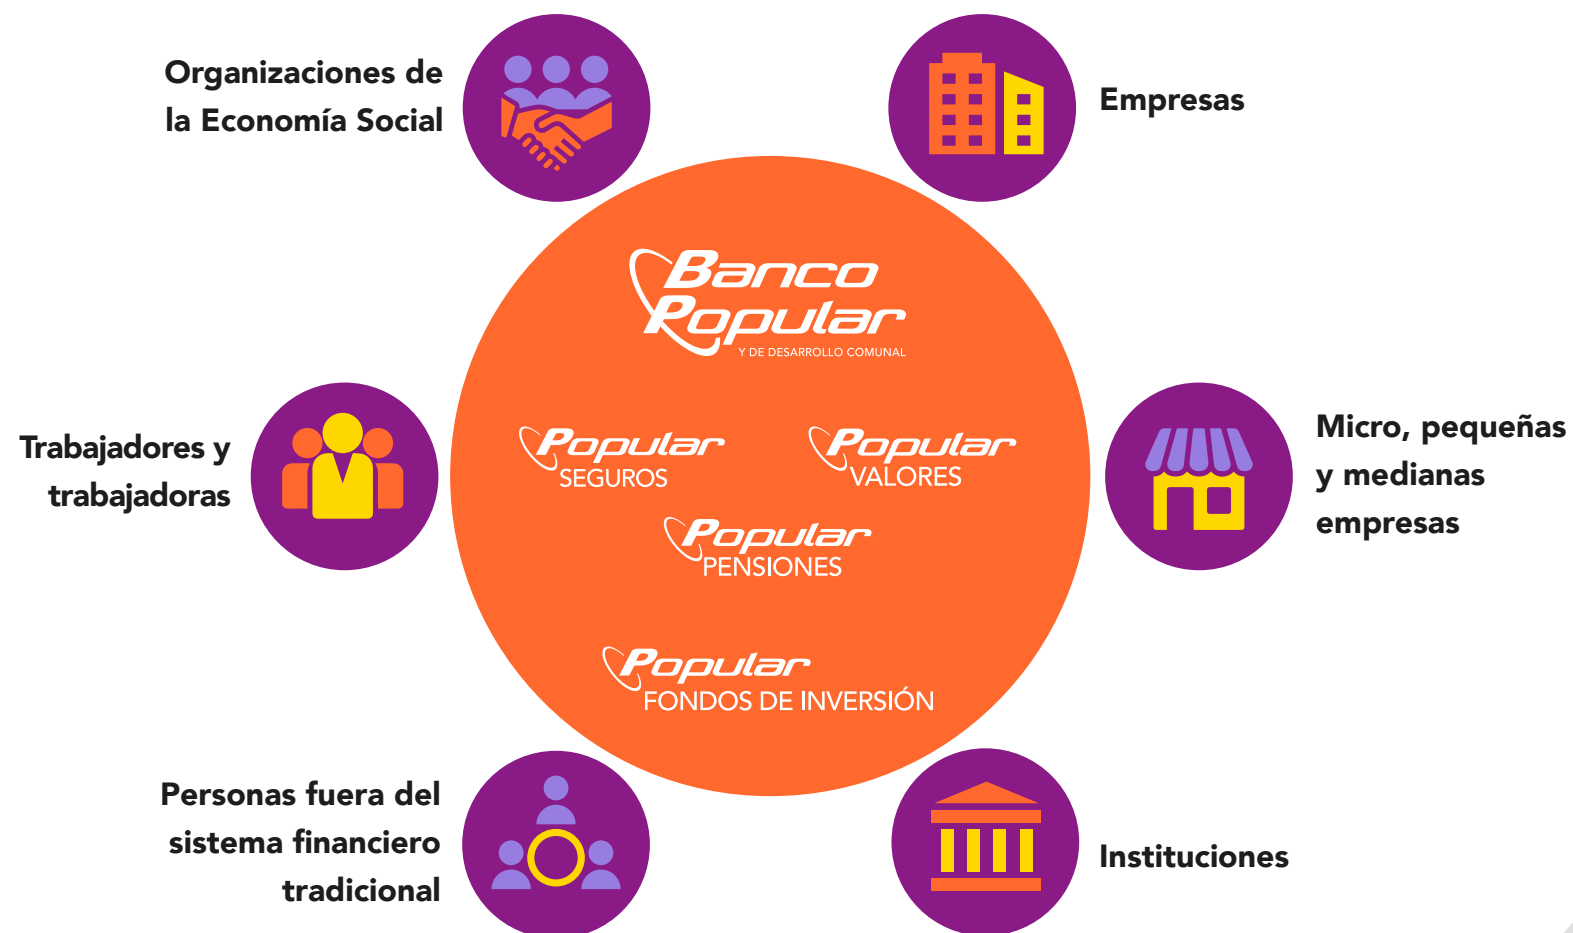 Organizaciones de
la Economía Social
Empresas
Banco
Popular
Y DE DESARROLLO COMUNAL
Trabajadores y
trabajadoras
Popular
SEGUROS
Popular
VALORES
Popular
PENSIONES
Micro, pequeñas
y medianas
empresas
Popular
FONDOS DE INVERSIÓN
Personas fuera del
sistema financiero
tradicional
Instituciones